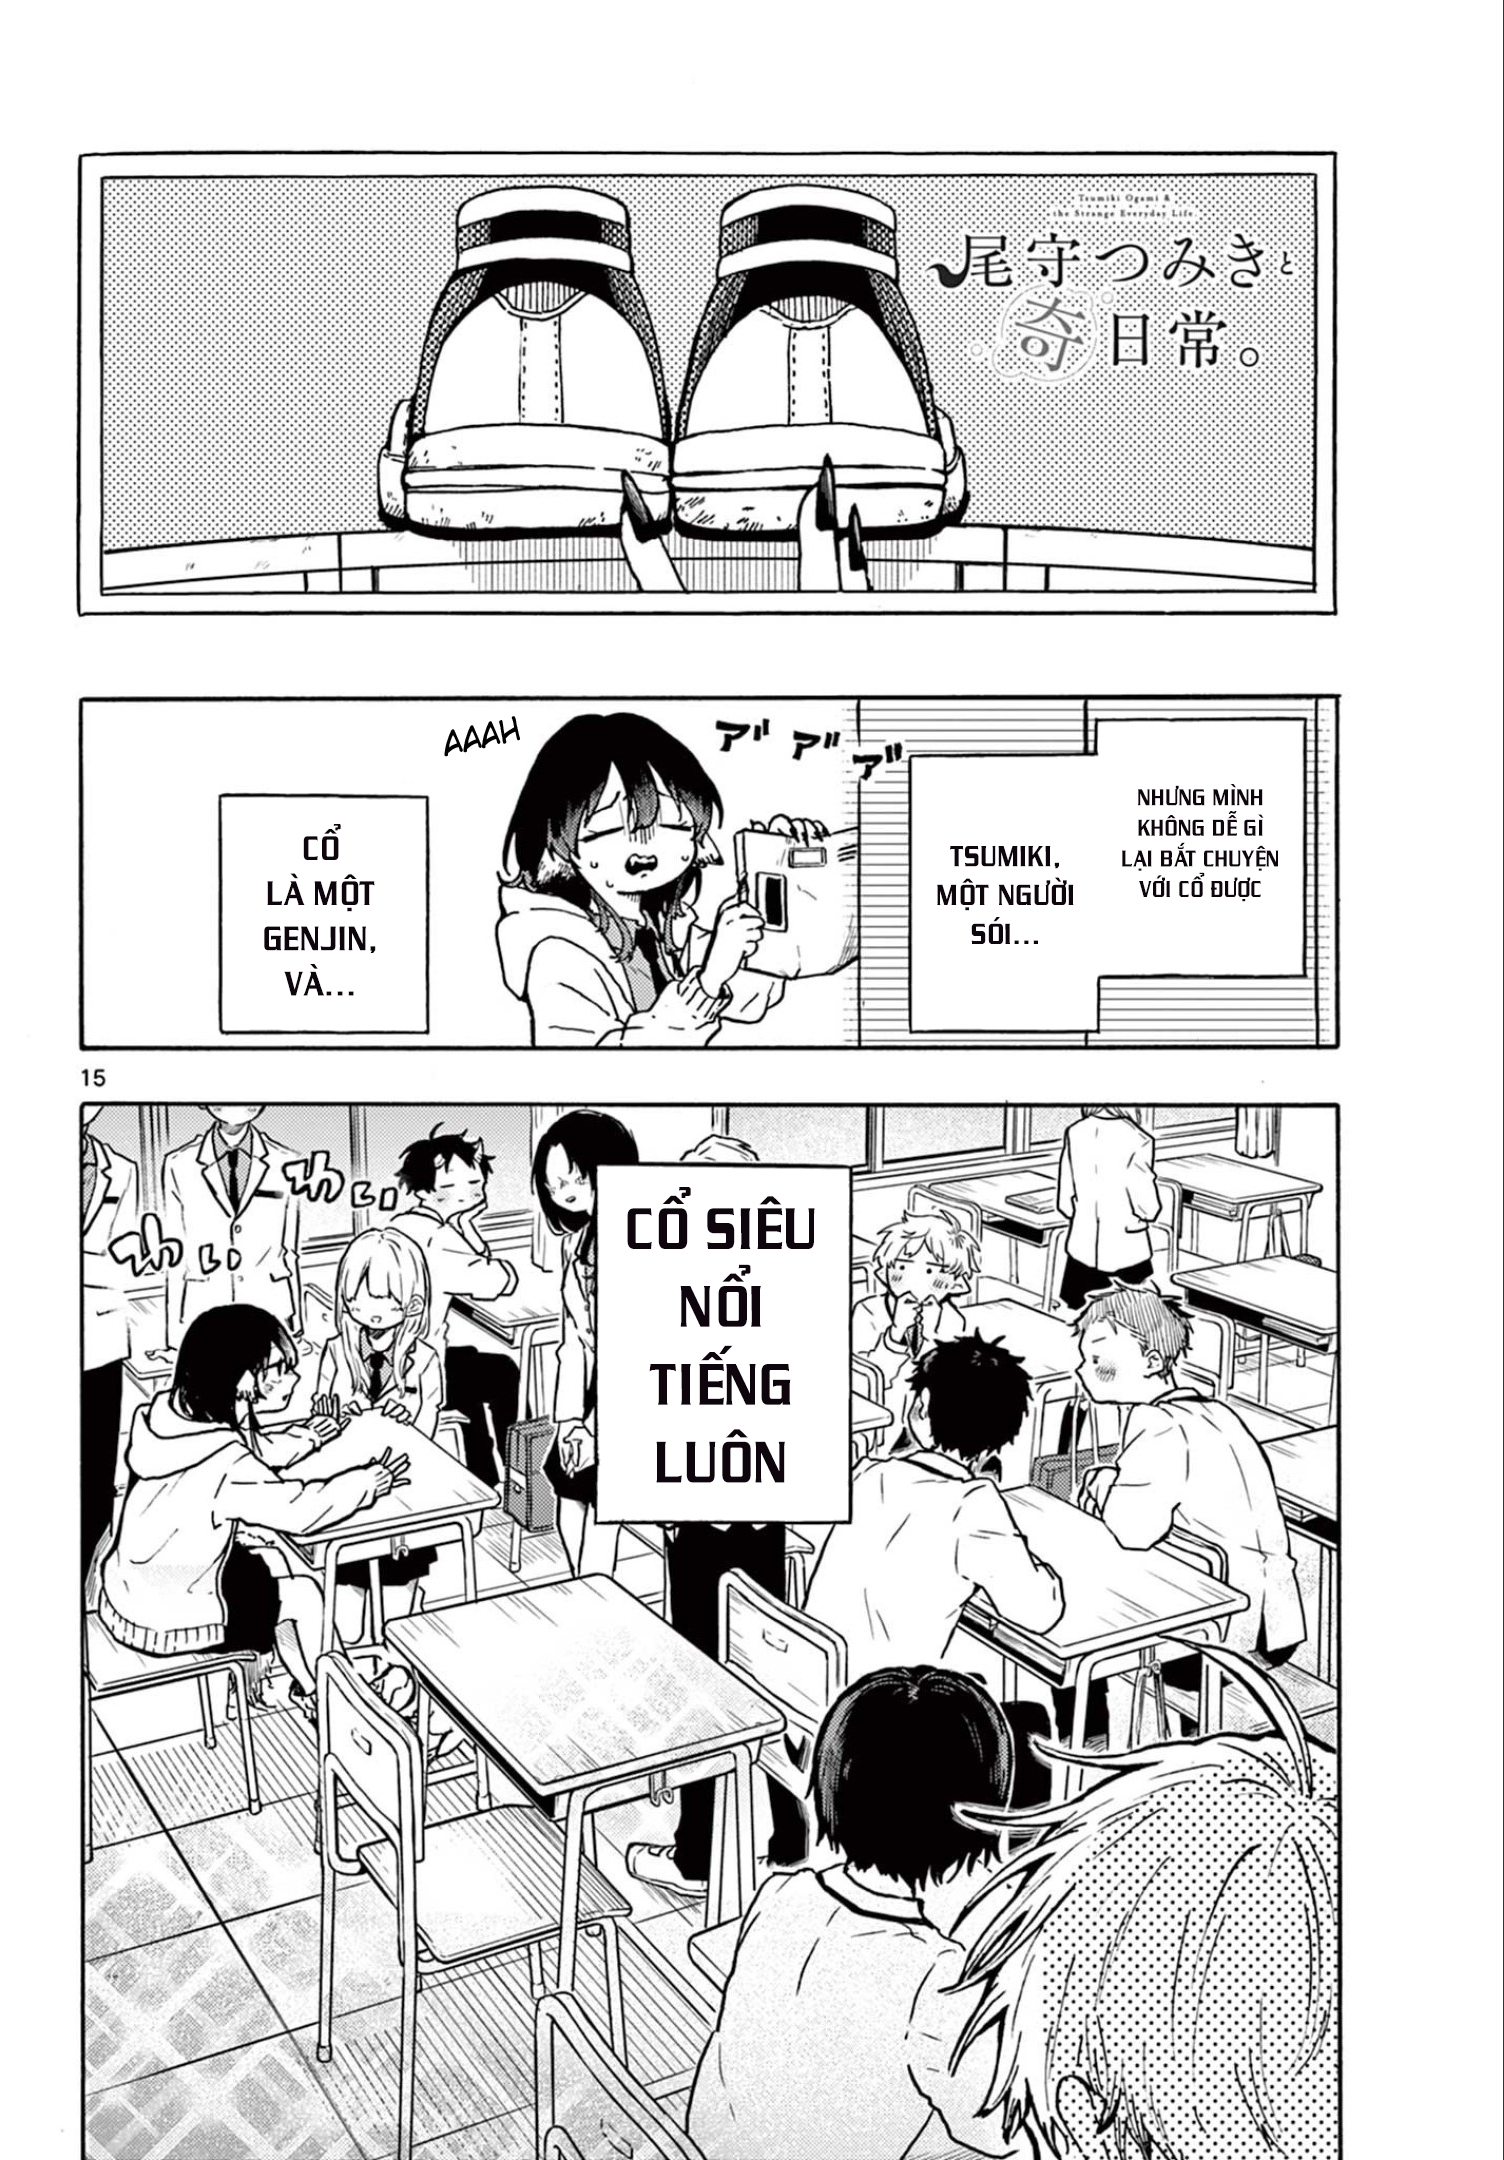 Tsumiki Ogami &
the Strange Everyday Life.
尾守つみきと
奇日常。
NHƯNG MÌNH
KHÔNG DỄ GÌ
LẠI BẮT CHUYỆN
VỚI CỔ ĐƯỢC
TSUMIKI,
MỘT NGƯỜI
SÓI...
ア゛ア゛ア゛
AAAH
CỔ
LÀ MỘT
GENJIN,
VÀ...
15
CỔ SIÊU
NỔI
TIẾNG
LUÔN
わい
わい